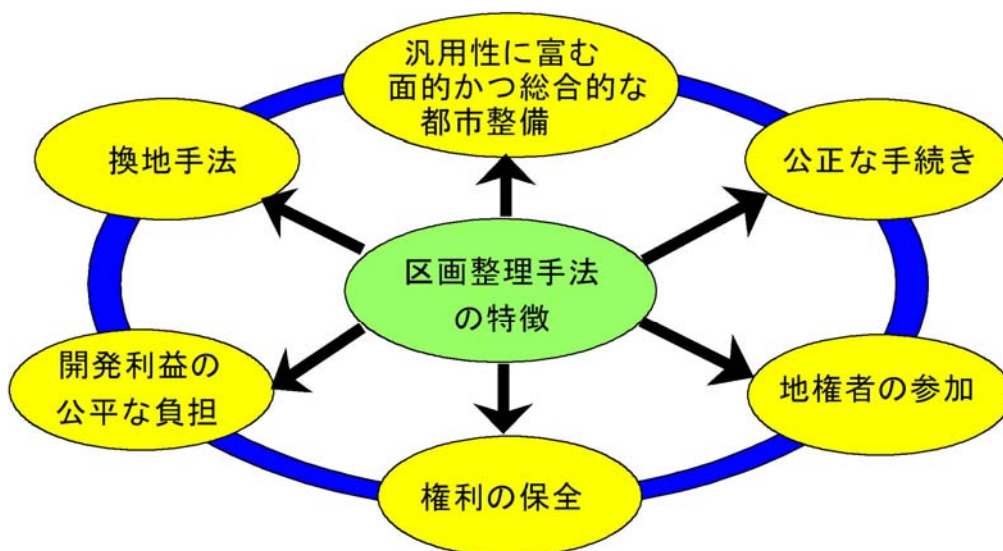 汎用性に富む
面的かつ総合的な
都市整備
換地手法
公正な手続き
区画整理手法
の特徴
開発利益の
公平な負担
地権者の参加
権利の保全